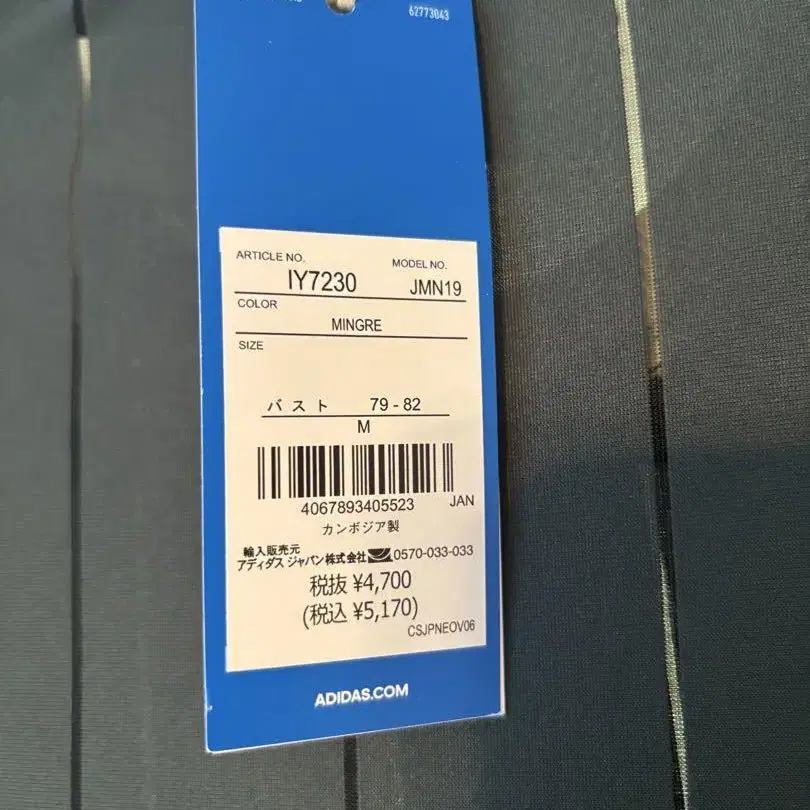 62773043
ARTICLE NO.
MODEL NO.
IY7230
JMN19
COLOR
MINGRE
SIZE
バスト 79 - 82
M
4067893405523
JAN
カンボジア製
輸入販売元
アディダス ジャパン株式会社 0570-033-033
税抜 ¥4,700
(税込 ¥5,170)
CSJPNEOV06
ADIDAS.COM